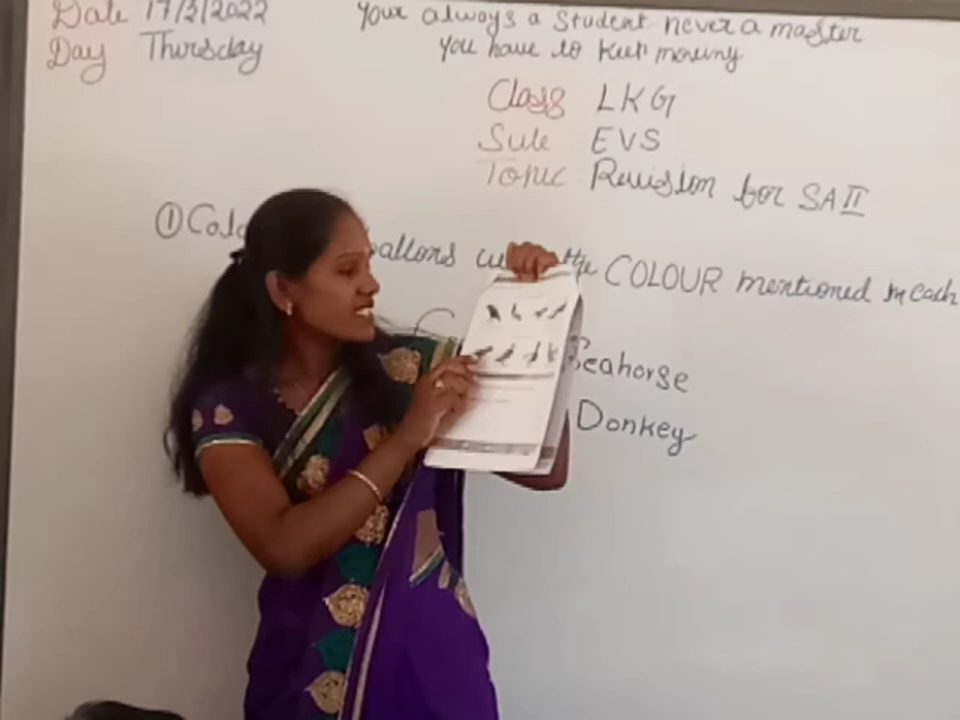 Date 17/3/2022
Day Thursday
Your always a Student never a master
you have to keep moving
Class LKG
Sub EVS
Topic Revision for SA II
① the COLOUR mentioned in each
Seahorse
Donkey